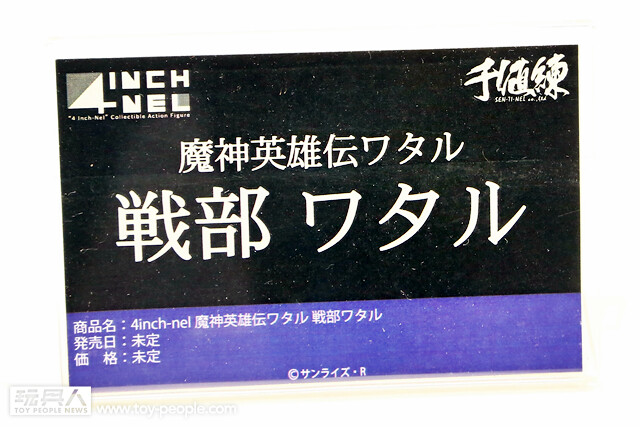 4 INCH-NEL
"4 Inch-Nel" Collectible Action Figure
千値練
SEN-TI-NEL co.,Ltd
魔神英雄伝ワタル
戦部 ワタル
商品名：4inch-nel 魔神英雄伝ワタル 戦部ワタル
発売日：未定
価　格：未定
©サンライズ・R
玩具人
TOY PEOPLE NEWS
www.toy-people.com